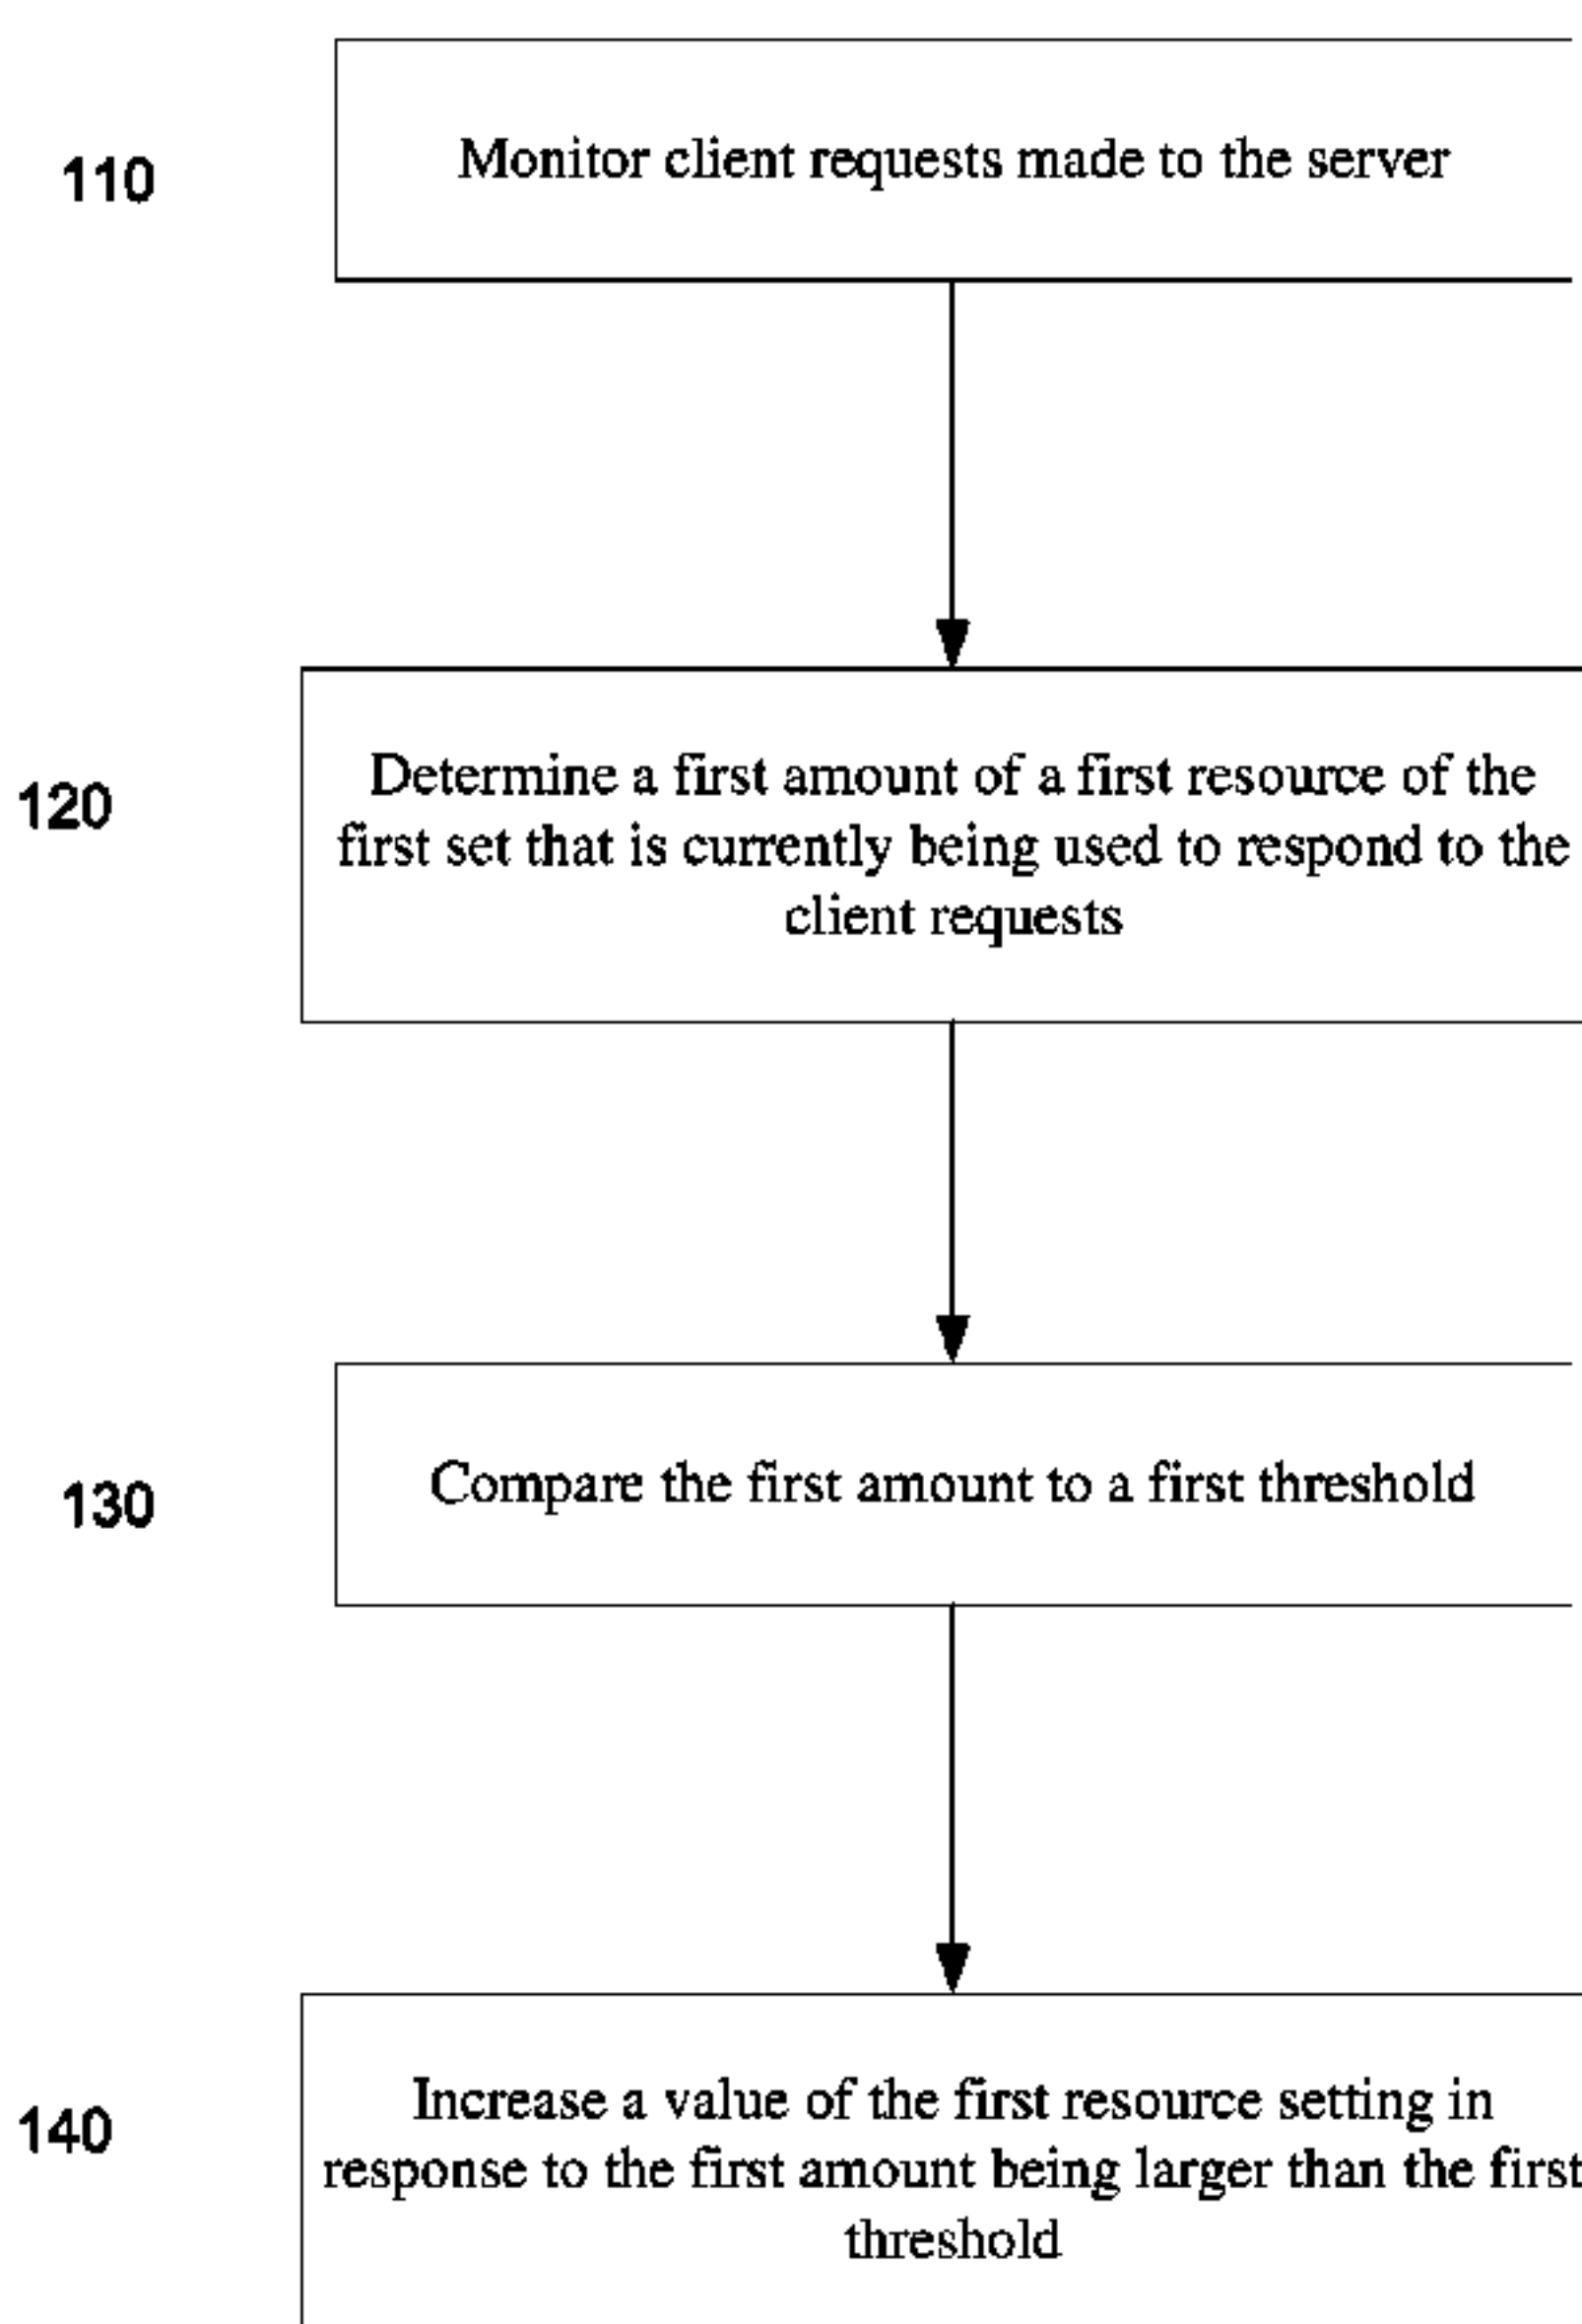 110
Monitor client requests made to the server
120
Determine a first amount of a first resource of the
first set that is currently being used to respond to the
client requests
130
Compare the first amount to a first threshold
140
Increase a value of the first resource setting in
response to the first amount being larger than the first
threshold